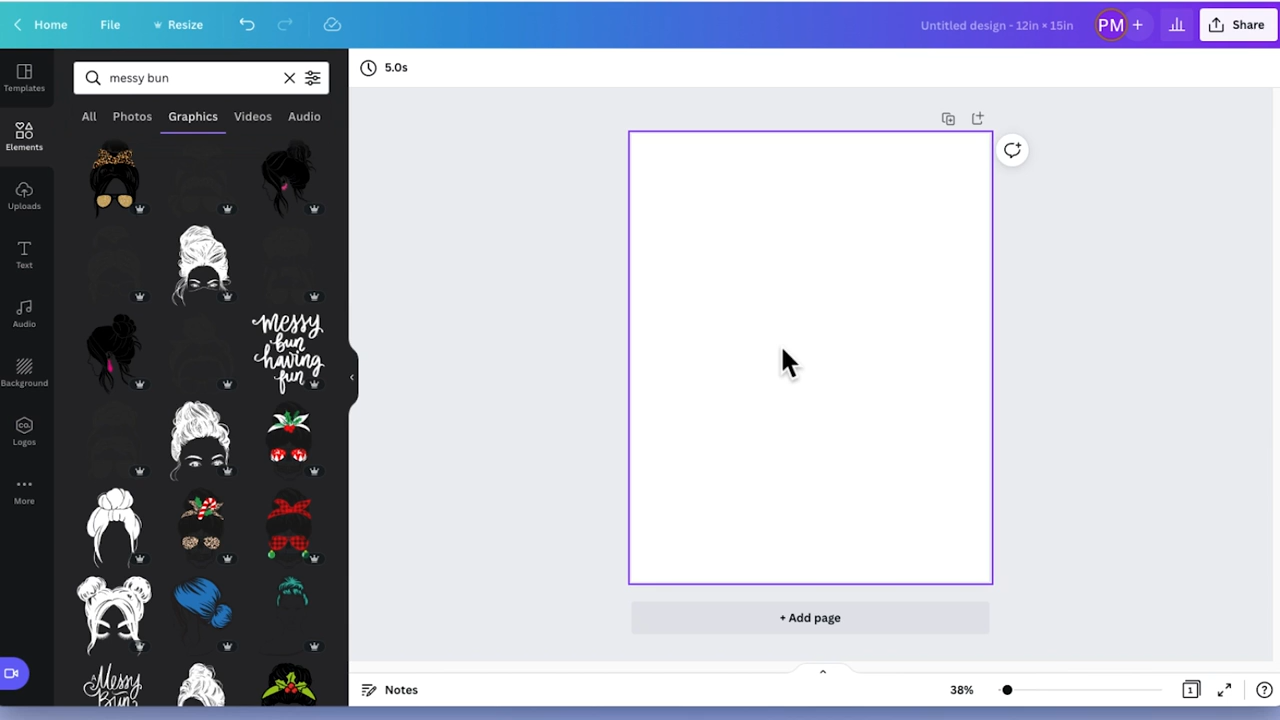 Home
File
Resize
Untitled design - 12in × 15in
PM
Share
Templates
Elements
Uploads
Text
Audio
Background
CO.
Logos
More
messy bun
All
Photos
Graphics
Videos
Audio
messy
bun
having
fun
A Messy
Bun
5.0s
+ Add page
Notes
38%
1